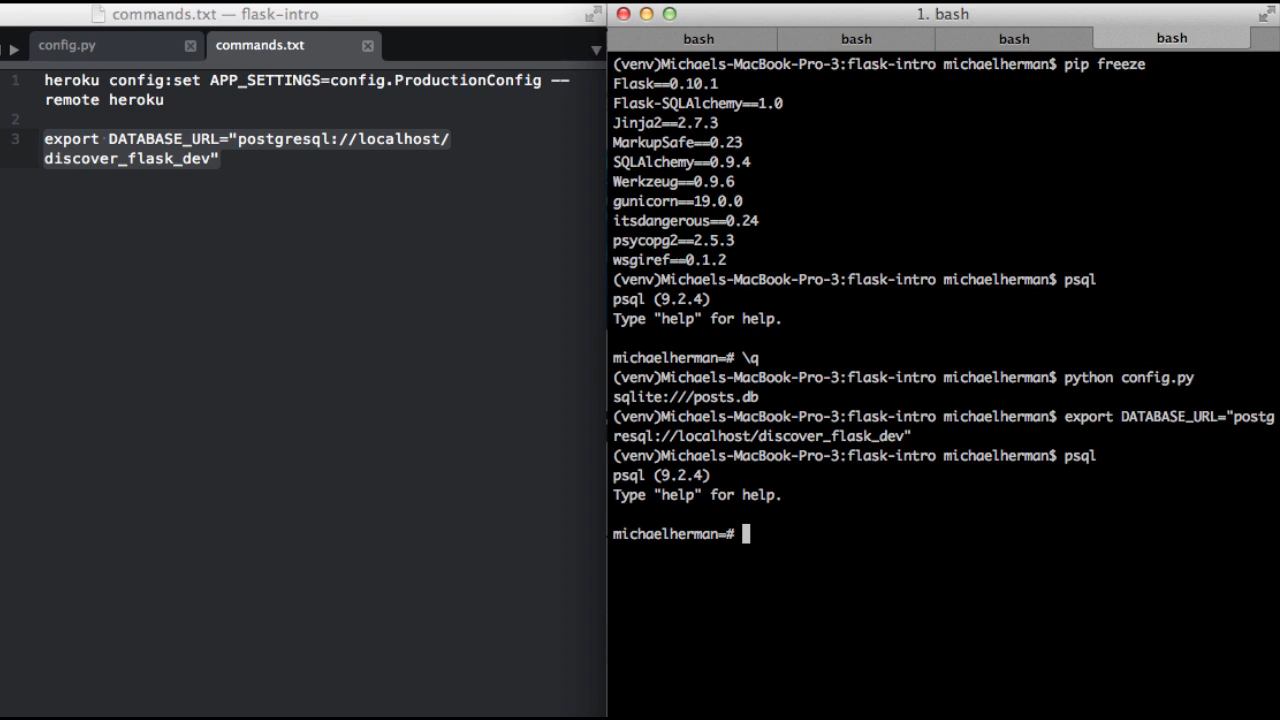 commands.txt — flask-intro
config.py
commands.txt
1 heroku config:set APP_SETTINGS=config.ProductionConfig --
remote heroku
2
3 export DATABASE_URL="postgresql://localhost/
discover_flask_dev"
1. bash
bash bash bash bash
(venv)Michaels-MacBook-Pro-3:flask-intro michaelherman$ pip freeze
Flask==0.10.1
Flask-SQLAlchemy==1.0
Jinja2==2.7.3
MarkupSafe==0.23
SQLAlchemy==0.9.4
Werkzeug==0.9.6
gunicorn==19.0.0
itsdangerous==0.24
psycopg2==2.5.3
wsgiref==0.1.2
(venv)Michaels-MacBook-Pro-3:flask-intro michaelherman$ psql
psql (9.2.4)
Type "help" for help.
michaelherman=# \q
(venv)Michaels-MacBook-Pro-3:flask-intro michaelherman$ python config.py
sqlite:///posts.db
(venv)Michaels-MacBook-Pro-3:flask-intro michaelherman$ export DATABASE_URL="postg
resql://localhost/discover_flask_dev"
(venv)Michaels-MacBook-Pro-3:flask-intro michaelherman$ psql
psql (9.2.4)
Type "help" for help.
michaelherman=#